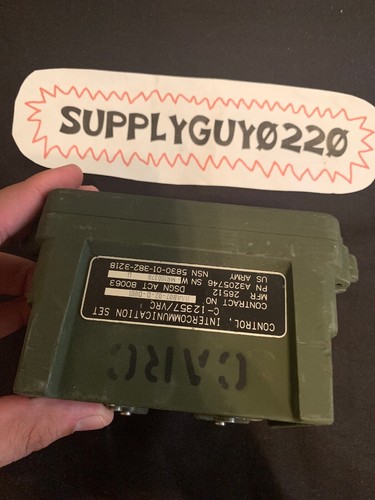 SUPPLYGUY0220
CONTROL, INTERCOMMUNICATION SET
C-12357/VRC
CONTRACT NO.
MFR 26512 DSGN ACT 80063
PN A3205746 SN W
US ARMY NSN 5830-01-382-3218
U
CARC